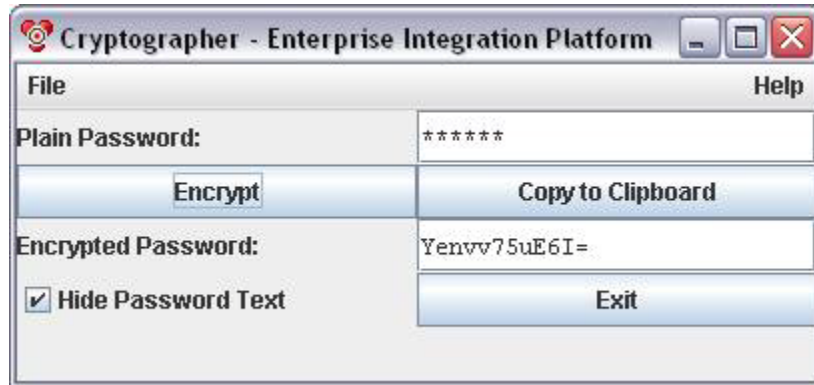 Cryptographer - Enterprise Integration Platform
File Help
Plain Password: ******
Encrypt Copy to Clipboard
Encrypted Password: Yenvv75uE6I=
Hide Password Text Exit